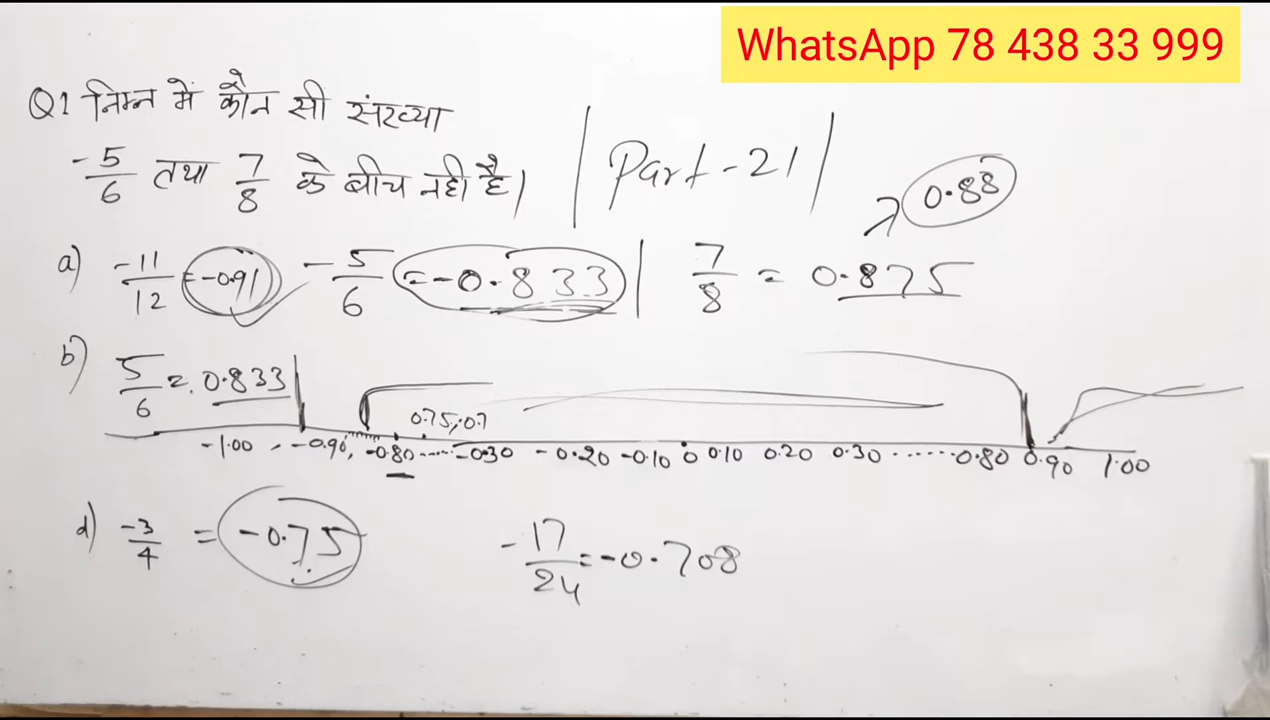 WhatsApp 78 438 33 999
Q1 निम्न में कौन सी संख्या
-5/6 तथा 7/8 के बीच नही है।
| Part-21 |
0.88
a) -11/12 = -0.91
-5/6 = -0.833 | 7/8 = 0.875
b) 5/6 = 0.833
0.75, 0.7
-1.00, -0.90, -0.80 ..... -0.30 -0.20 -0.10 0 0.10 0.20 0.30 ...... 0.80 0.90 1.00
d) -3/4 = -0.75
-17/24 = -0.708